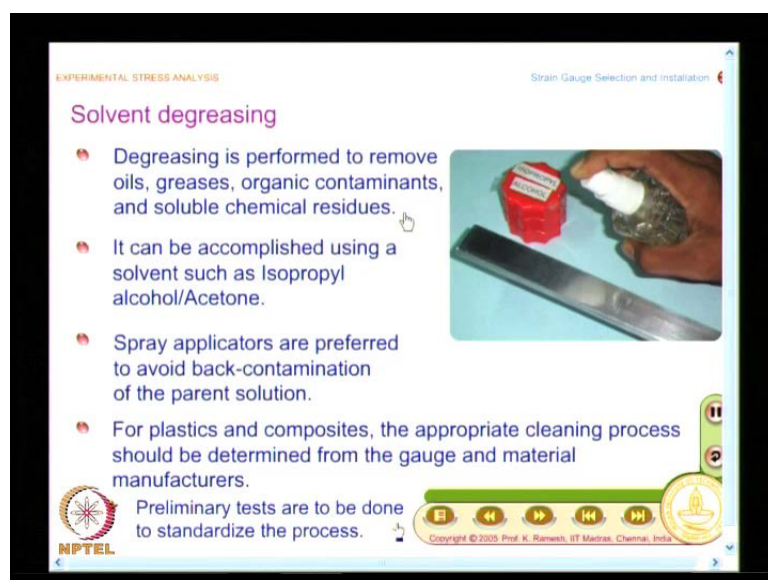 EXPERIMENTAL STRESS ANALYSIS
Strain Gauge Selection and Installation
Solvent degreasing
Degreasing is performed to remove
oils, greases, organic contaminants,
and soluble chemical residues.
It can be accomplished using a
solvent such as Isopropyl
alcohol/Acetone.
Spray applicators are preferred
to avoid back-contamination
of the parent solution.
For plastics and composites, the appropriate cleaning process
should be determined from the gauge and material
manufacturers.
Preliminary tests are to be done
to standardize the process.
ISOPROPYL
ALCOHOL
NPTEL
Copyright © 2005 Prof. K. Ramesh, IIT Madras, Chennai, India